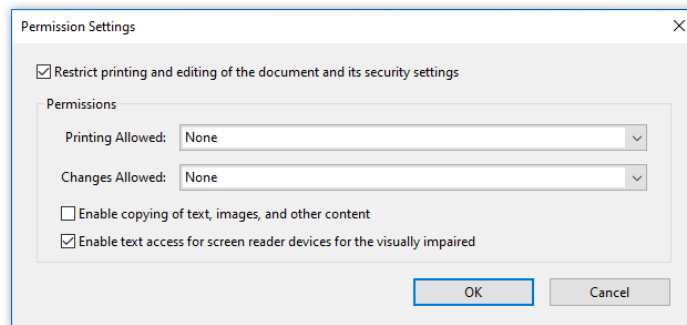 Permission Settings
Restrict printing and editing of the document and its security settings
Permissions
Printing Allowed: None
Changes Allowed: None
Enable copying of text, images, and other content
Enable text access for screen reader devices for the visually impaired
OK Cancel